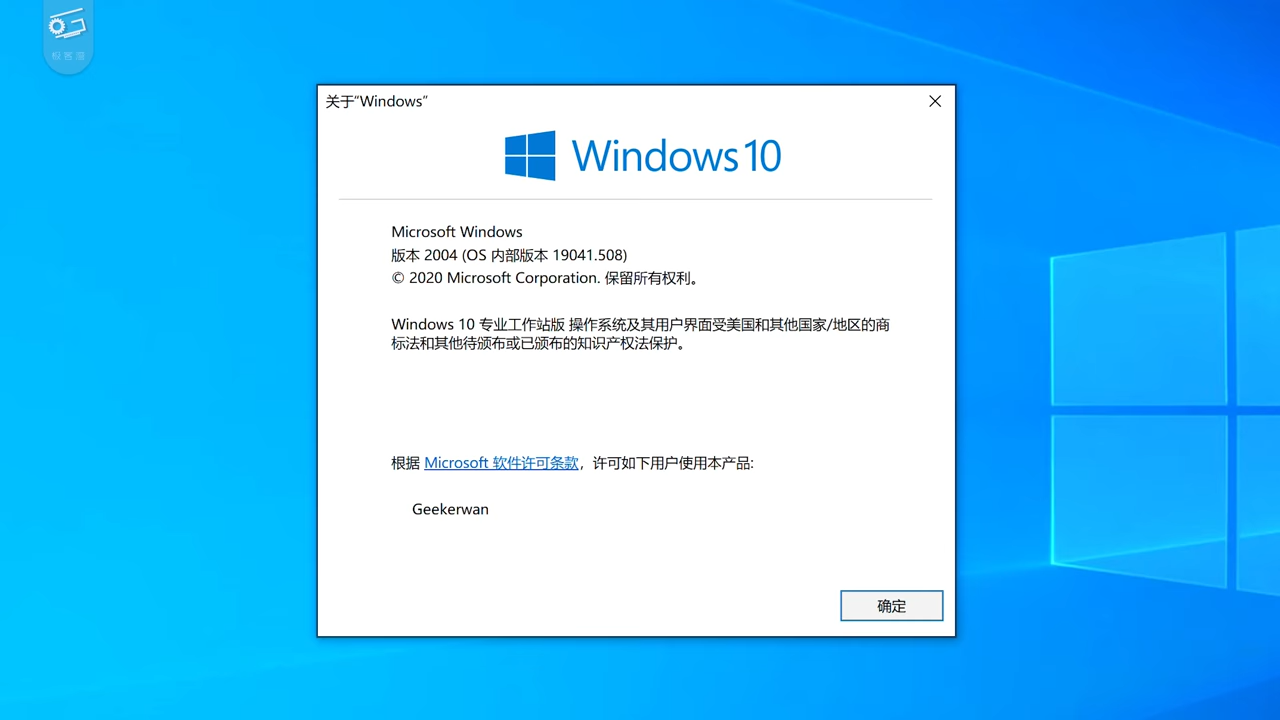 极客湾
关于“Windows”
Windows 10
Microsoft Windows
版本 2004 (OS 内部版本 19041.508)
© 2020 Microsoft Corporation. 保留所有权利。
Windows 10 专业工作站版 操作系统及其用户界面受美国和其他国家/地区的商
标法和其他待颁布或已颁布的知识产权法保护。
根据 Microsoft 软件许可条款，许可如下用户使用本产品:
Geekerwan
确定